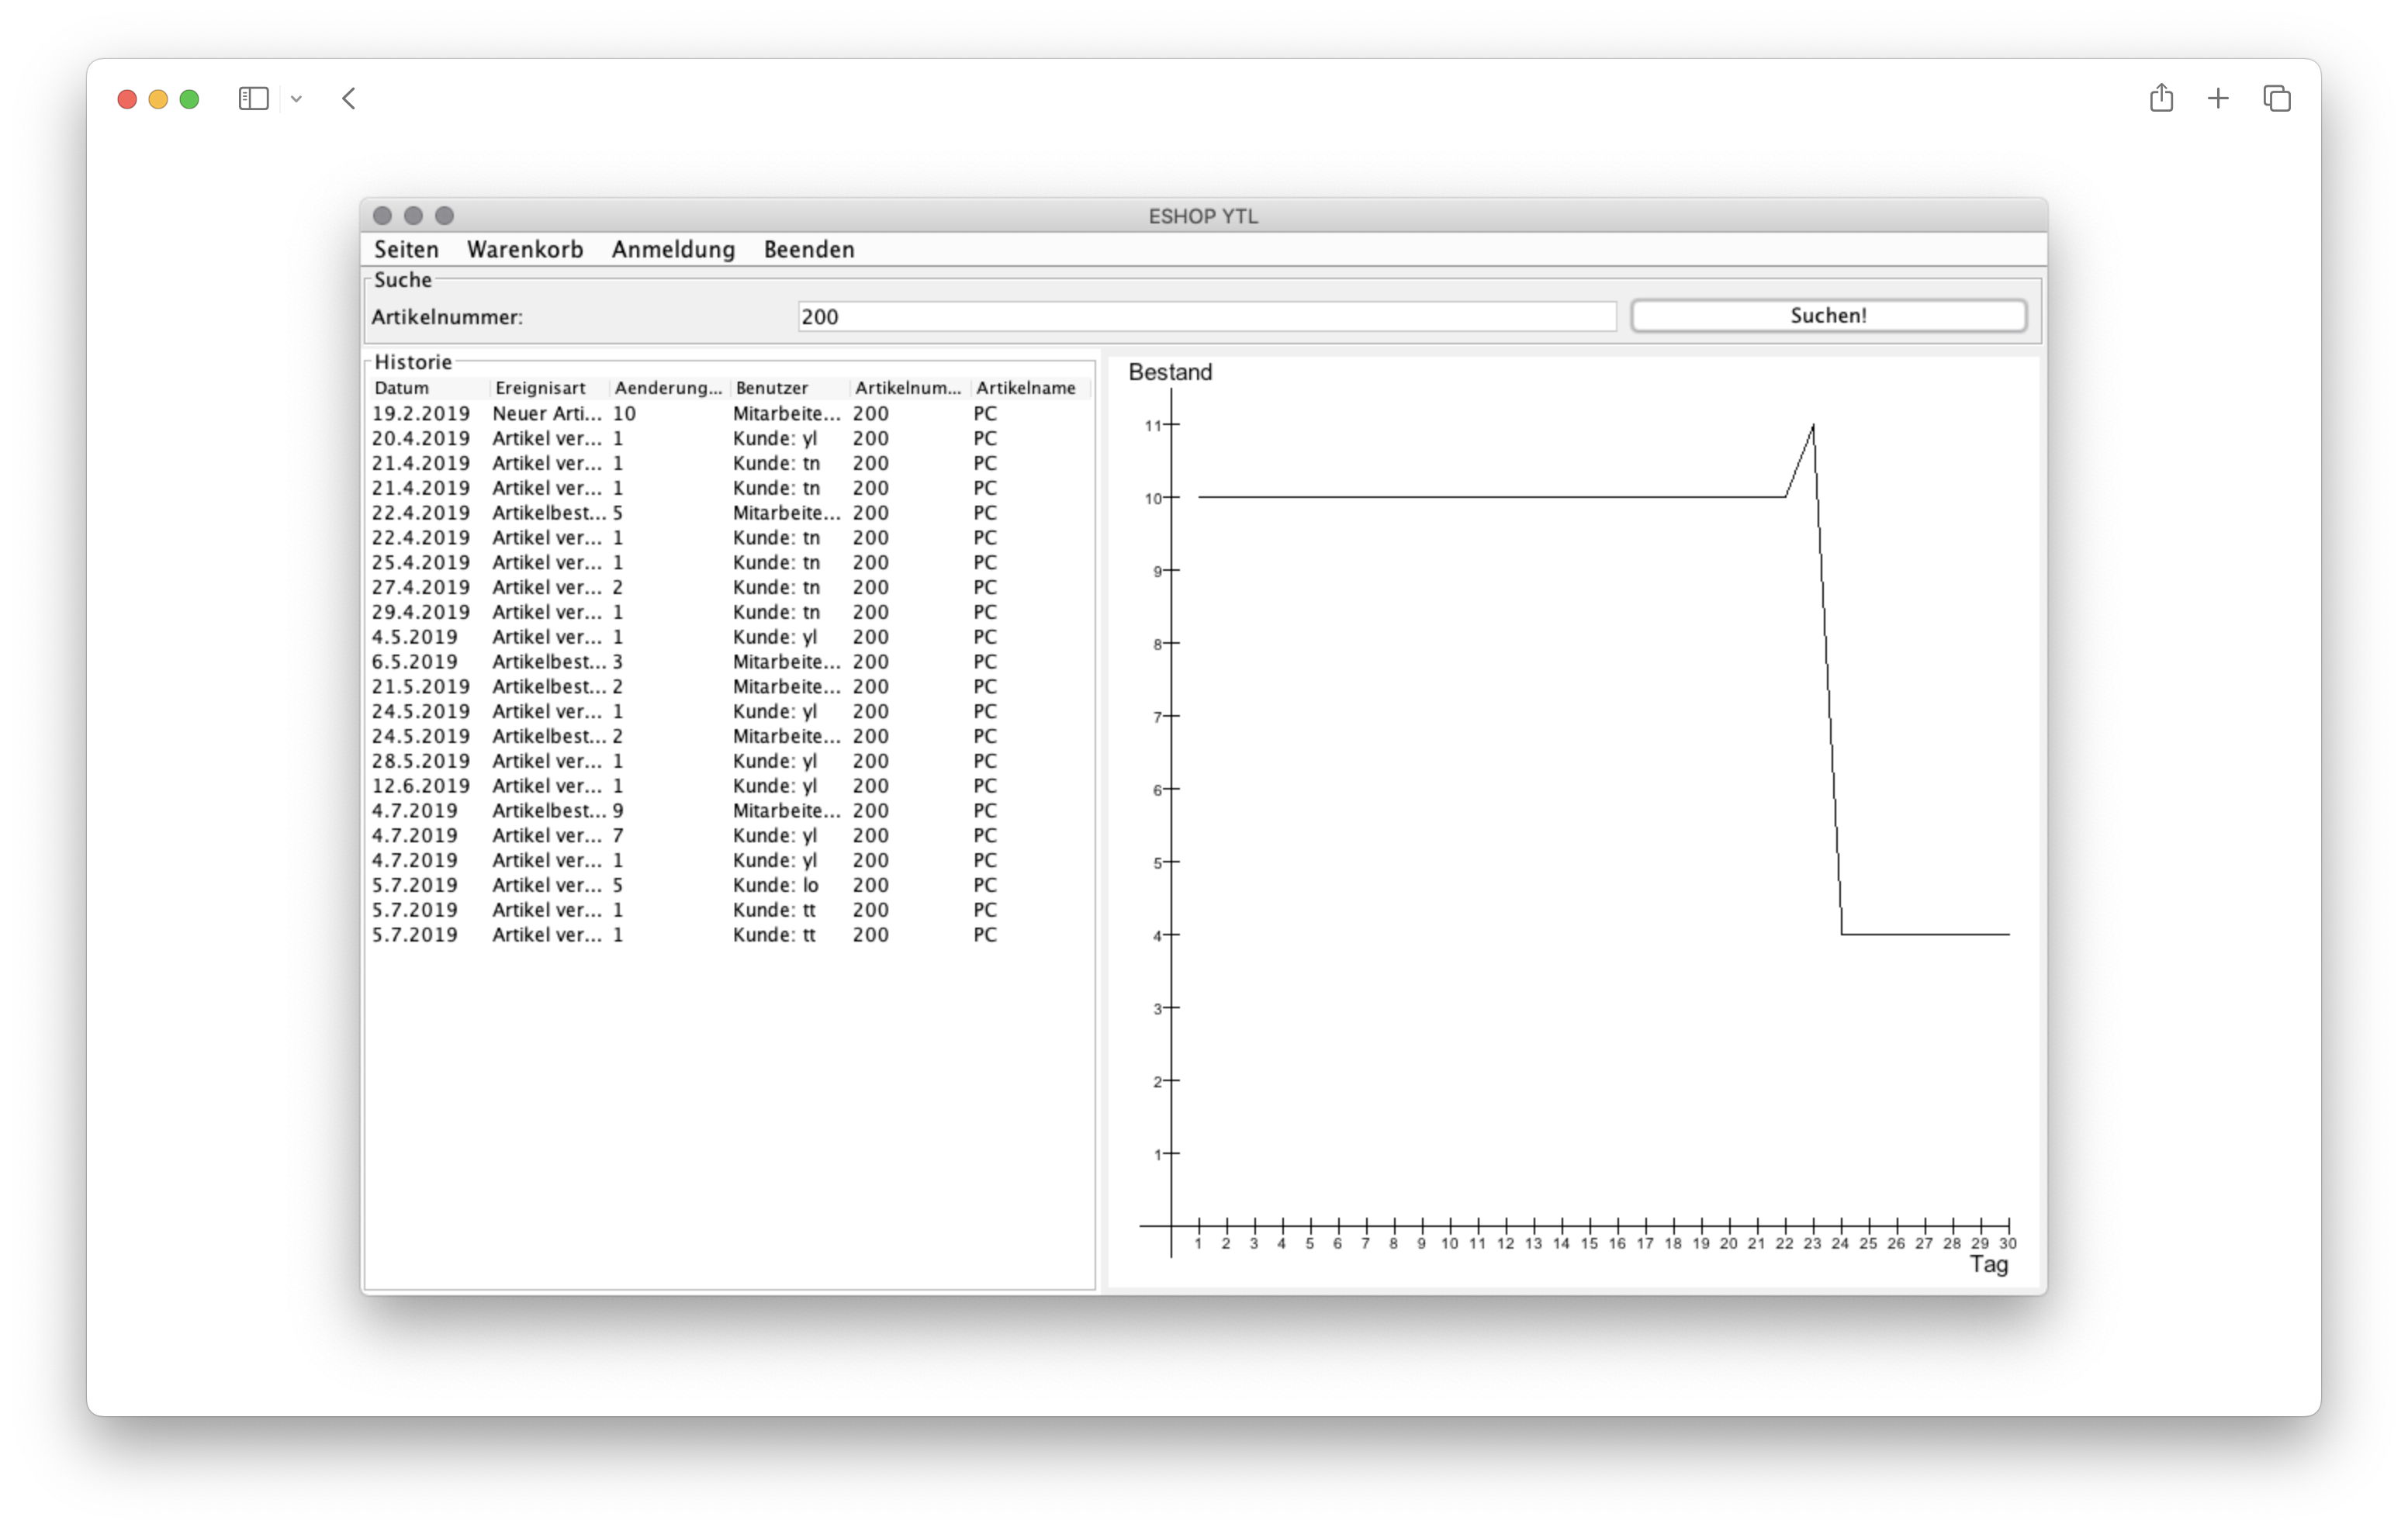 ESHOP YTL
Seiten Warenkorb Anmeldung Beenden
Suche
Artikelnummer: 200 Suchen!
Historie
Datum Ereignisart Aenderung... Benutzer Artikelnum... Artikelname
19.2.2019 Neuer Arti... 10 Mitarbeite... 200 PC
20.4.2019 Artikel ver... 1 Kunde: yl 200 PC
21.4.2019 Artikel ver... 1 Kunde: tn 200 PC
21.4.2019 Artikel ver... 1 Kunde: tn 200 PC
22.4.2019 Artikelbest... 5 Mitarbeite... 200 PC
22.4.2019 Artikel ver... 1 Kunde: tn 200 PC
25.4.2019 Artikel ver... 1 Kunde: tn 200 PC
27.4.2019 Artikel ver... 2 Kunde: tn 200 PC
29.4.2019 Artikel ver... 1 Kunde: tn 200 PC
4.5.2019 Artikel ver... 1 Kunde: yl 200 PC
6.5.2019 Artikelbest... 3 Mitarbeite... 200 PC
21.5.2019 Artikelbest... 2 Mitarbeite... 200 PC
24.5.2019 Artikel ver... 1 Kunde: yl 200 PC
24.5.2019 Artikelbest... 2 Mitarbeite... 200 PC
28.5.2019 Artikel ver... 1 Kunde: yl 200 PC
12.6.2019 Artikel ver... 1 Kunde: yl 200 PC
4.7.2019 Artikelbest... 9 Mitarbeite... 200 PC
4.7.2019 Artikel ver... 7 Kunde: yl 200 PC
4.7.2019 Artikel ver... 1 Kunde: yl 200 PC
5.7.2019 Artikel ver... 5 Kunde: lo 200 PC
5.7.2019 Artikel ver... 1 Kunde: tt 200 PC
5.7.2019 Artikel ver... 1 Kunde: tt 200 PC
Bestand
11
10
9
8
7
6
5
4
3
2
1
1 2 3 4 5 6 7 8 9 10 11 12 13 14 15 16 17 18 19 20 21 22 23 24 25 26 27 28 29 30
Tag